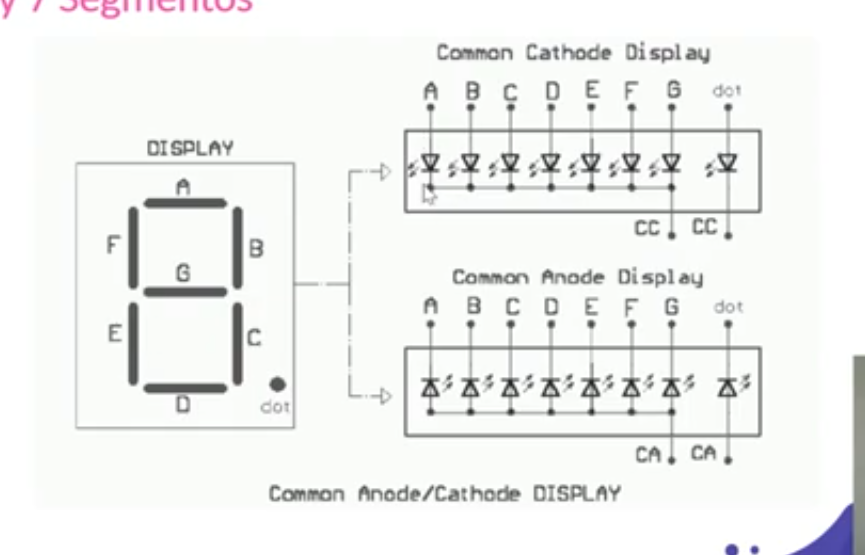 y 7 Segmentos
Common Cathode Display
A B C D E F G dot
DISPLAY
A
F
B
G
E
C
D
dot
CC CC
Common Anode Display
A B C D E F G dot
CA CA
Common Anode/Cathode DISPLAY